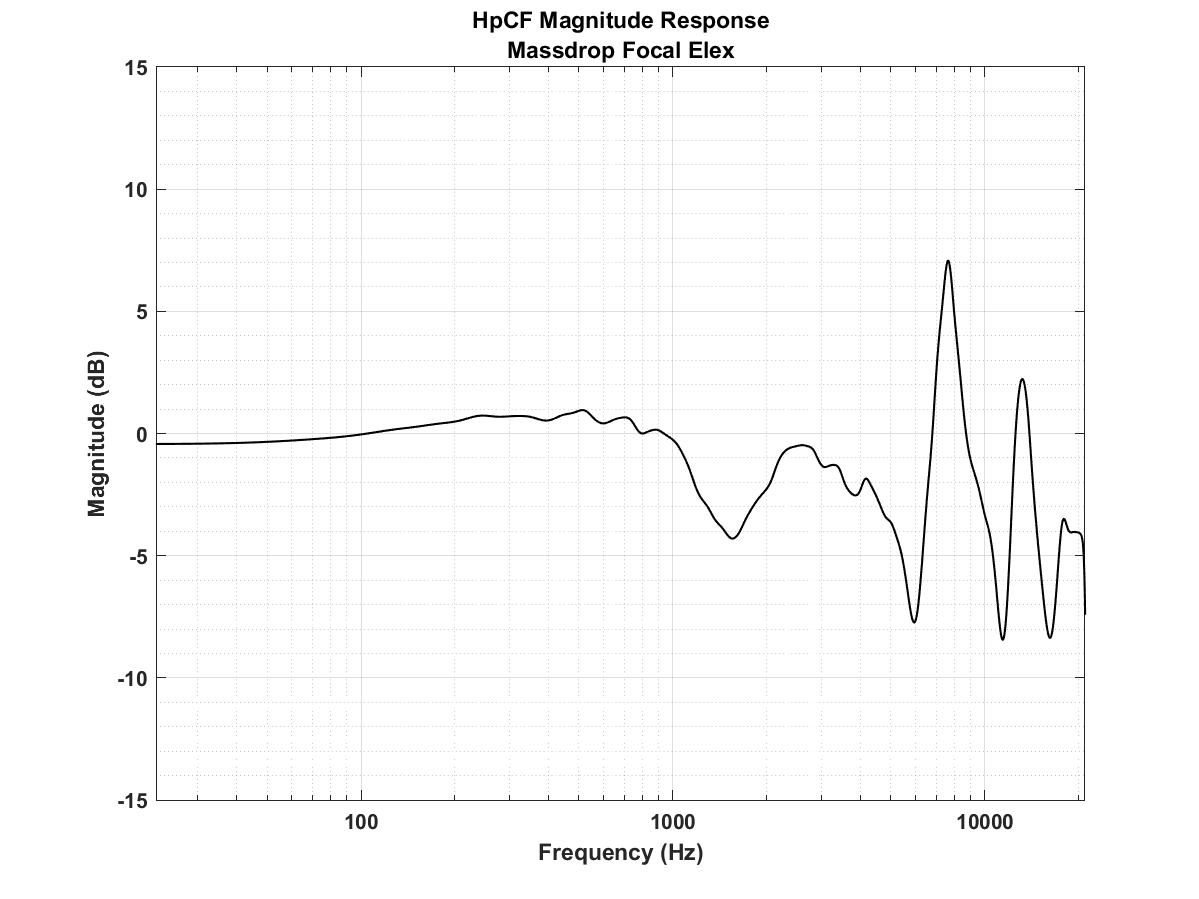 HpCF Magnitude Response
Massdrop Focal Elex
15
10
5
0
-5
-10
-15
Magnitude (dB)
100
1000
10000
Frequency (Hz)